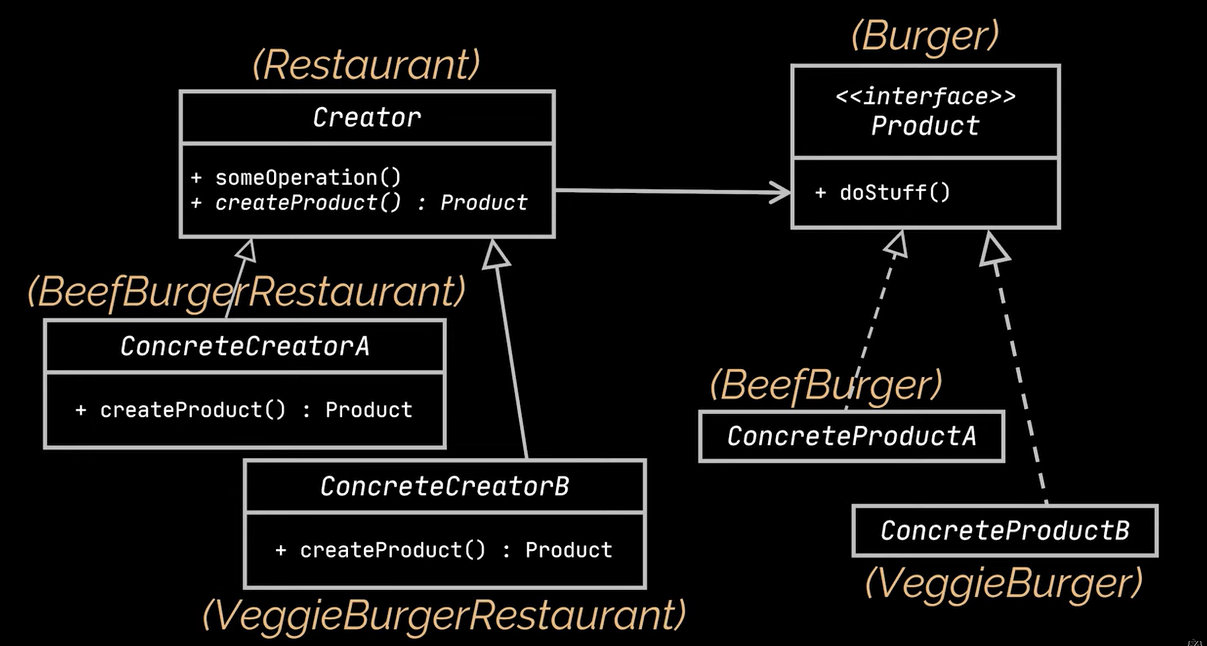 (Restaurant)
Creator
+ someOperation()
+ createProduct() : Product
(Burger)
<<interface>>
Product
+ doStuff()
(BeefBurgerRestaurant)
ConcreteCreatorA
+ createProduct() : Product
ConcreteCreatorB
+ createProduct() : Product
(VeggieBurgerRestaurant)
(BeefBurger)
ConcreteProductA
ConcreteProductB
(VeggieBurger)